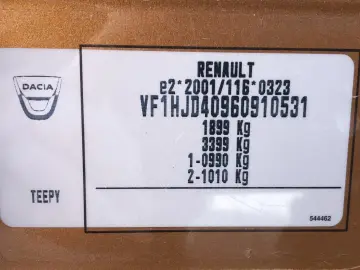 DACIA
RENAULT
e2*2001/116*0323
VF1HJD40960910531
1899 Kg
3399 Kg
1-0990 Kg
2-1010 Kg
TEEPY
544462